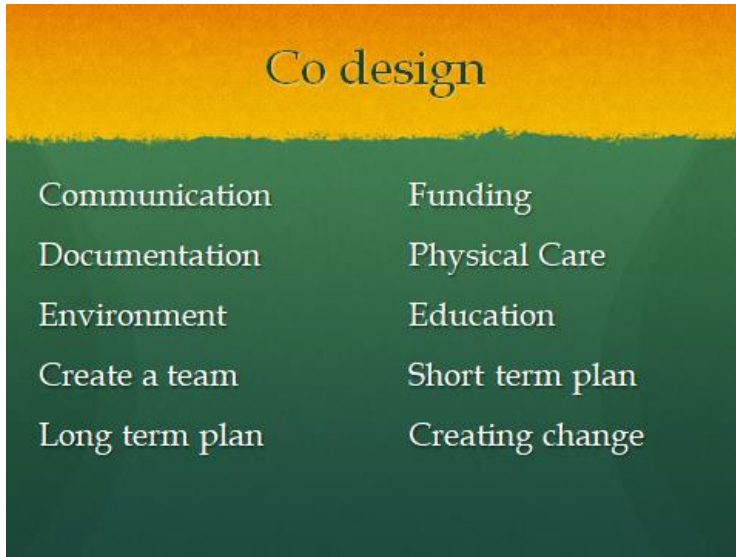 Co design
Communication
Documentation
Environment
Create a team
Long term plan
Funding
Physical Care
Education
Short term plan
Creating change